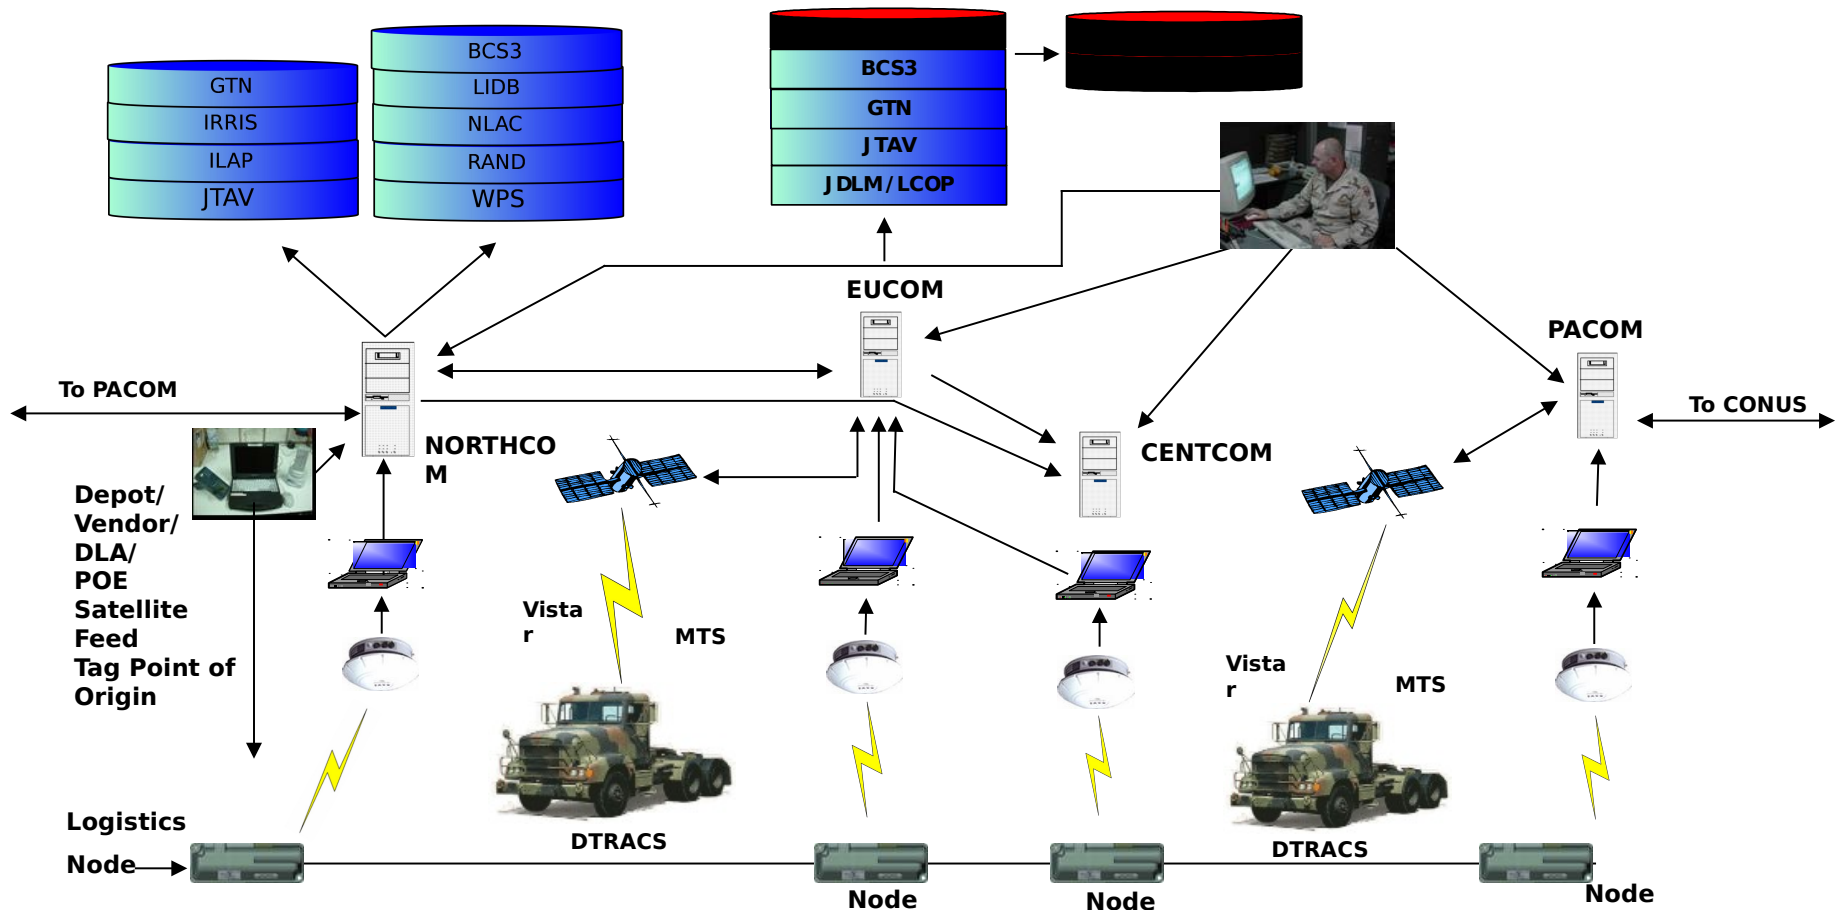 BCS3
GTN
LIDB
IRRIS
NLAC
ILAP
RAND
JTAV
WPS
BCS3
GTN
JTAV
JDLM/LCOP
EUCOM
PACOM
To PACOM
To CONUS
NORTHCO
M
CENTCOM
Depot/
Vendor/
DLA/
POE
Satellite
Feed
Tag Point of
Origin
Vista
r
MTS
Vista
r
MTS
Logistics
Node
DTRACS
DTRACS
Node
Node
Node